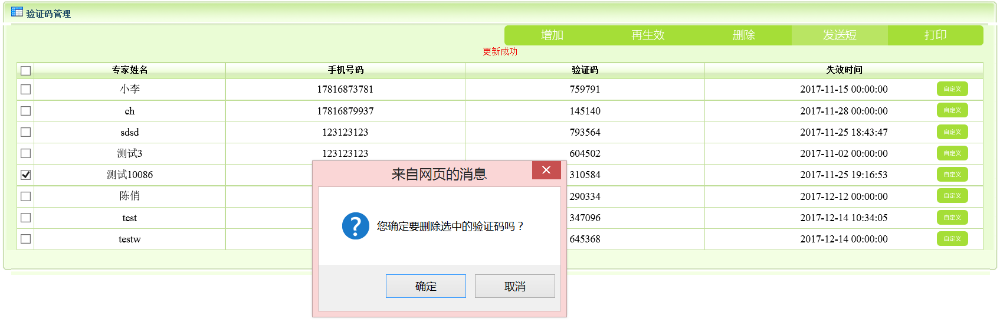 验证码管理
增加 再生效 删除 发送短 打印
更新成功
专家姓名 手机号码 验证码 失效时间
小李 17816873781 759791 2017-11-15 00:00:00 自定义
ch 17816879937 145140 2017-11-28 00:00:00 自定义
sdsd 123123123 793564 2017-11-25 18:43:47 自定义
测试3 123123123 604502 2017-11-02 00:00:00 自定义
测试10086 310584 2017-11-25 19:16:53 自定义
陈俏 290334 2017-12-12 00:00:00 自定义
test 347096 2017-12-14 10:34:05 自定义
testw 645368 2017-12-14 00:00:00 自定义
来自网页的消息
您确定要删除选中的验证码吗？
确定 取消